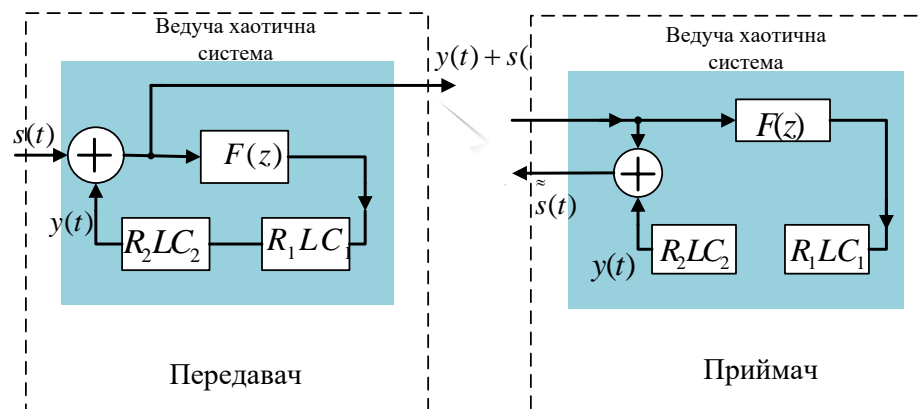 Ведуча хаотична
система
y(t) + s(
s(t)
F(z)
y(t)
R₂LC₂
R₁LC₁
Передавач
Ведуча хаотична
система
F(z)
≈
s(t)
y(t)
R₂LC₂
R₁LC₁
Приймач